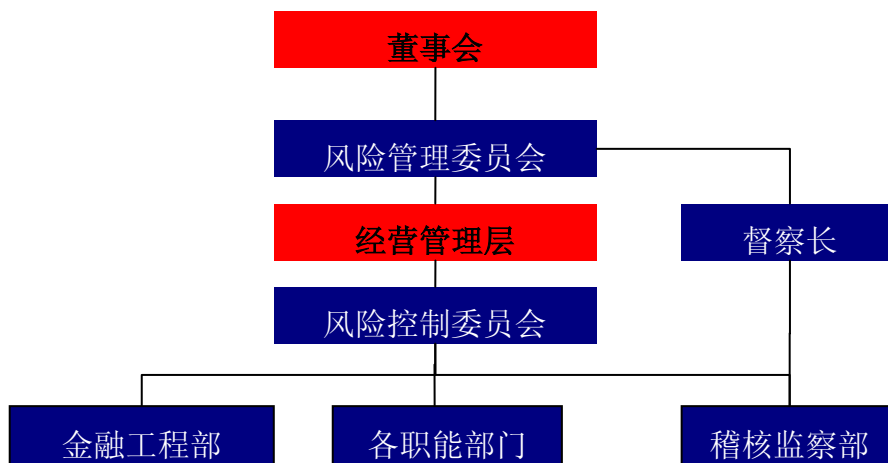 董事会
风险管理委员会
经营管理层
督察长
风险控制委员会
金融工程部
各职能部门
稽核监察部